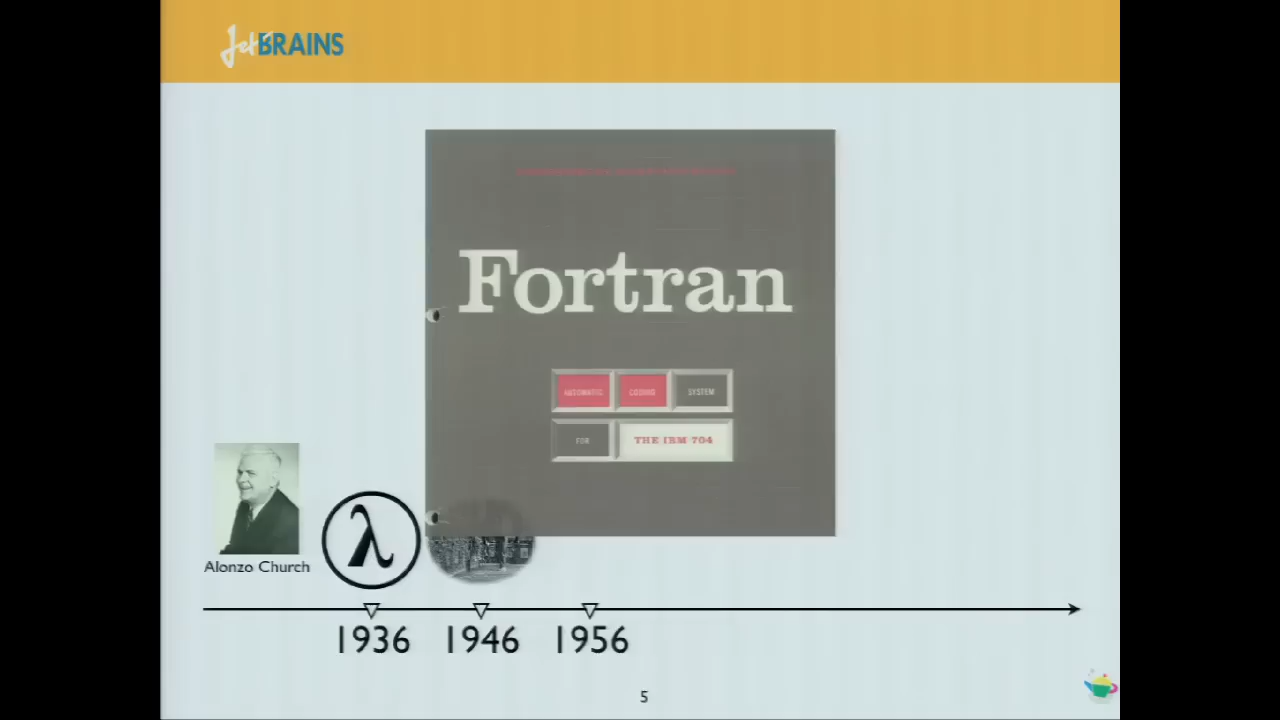 JetBRAINS
Fortran
AUTOMATIC CODING SYSTEM
FOR THE IBM 704
Alonzo Church
λ
1936 1946 1956
5